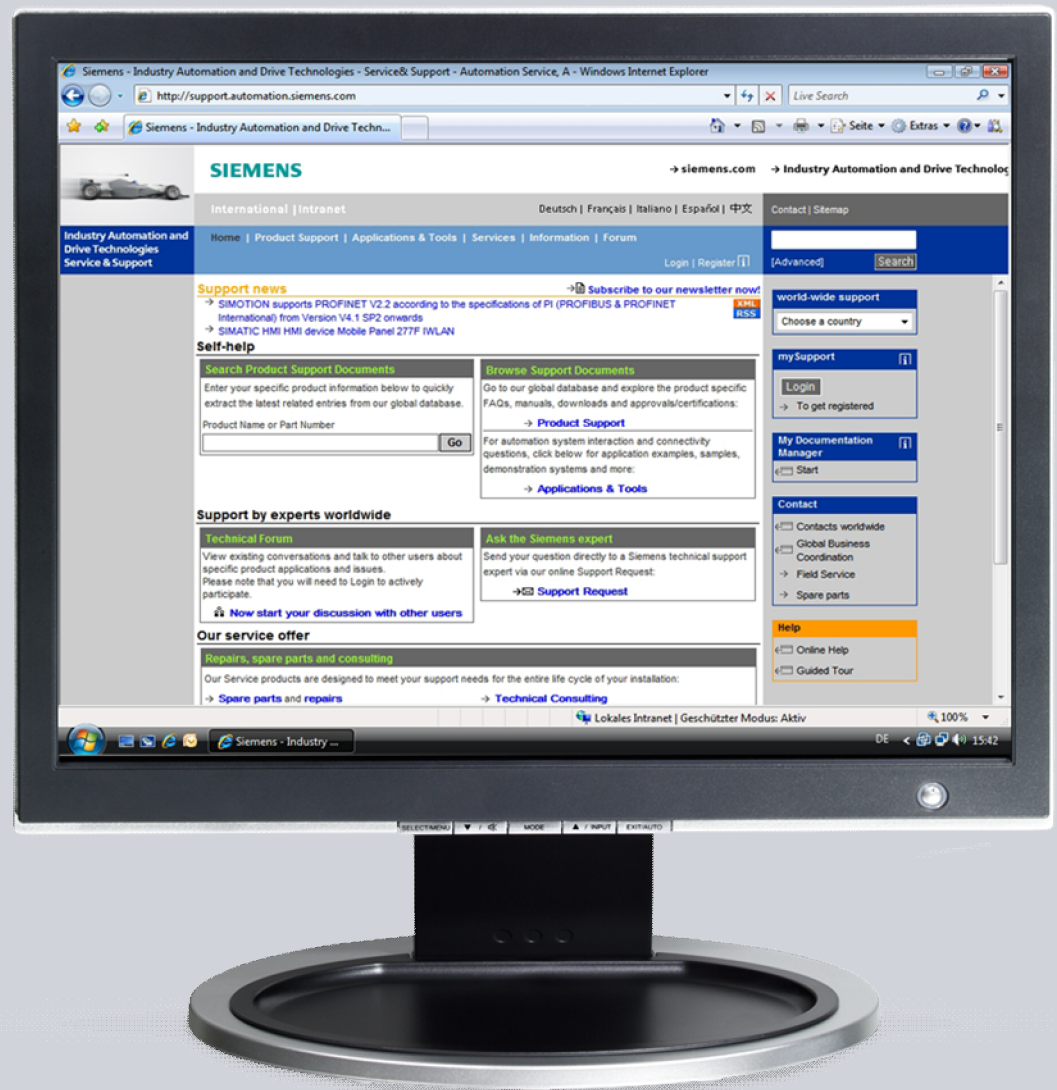 Siemens - Industry Automation and Drive Technologies - Service& Support - Automation Service, A - Windows Internet Explorer
http://support.automation.siemens.com
Live Search
Siemens - Industry Automation and Drive Techn...
Seite
Extras
SIEMENS
→ siemens.com → Industry Automation and Drive Technolog
International | Intranet
Deutsch | Français | Italiano | Español | 中文
Contact | Sitemap
Industry Automation and
Drive Technologies
Service & Support
Home | Product Support | Applications & Tools | Services | Information | Forum
Login | Register
[Advanced] Search
Support news
→ Subscribe to our newsletter now!
→ SIMOTION supports PROFINET V2.2 according to the specifications of PI (PROFIBUS & PROFINET
International) from Version V4.1 SP2 onwards
→ SIMATIC HMI HMI device Mobile Panel 277F IWLAN
XML
RSS
Self-help
Search Product Support Documents
Enter your specific product information below to quickly
extract the latest related entries from our global database.
Product Name or Part Number
Go
Browse Support Documents
Go to our global database and explore the product specific
FAQs, manuals, downloads and approvals/certifications:
→ Product Support
For automation system interaction and connectivity
questions, click below for application examples, samples,
demonstration systems and more:
→ Applications & Tools
Support by experts worldwide
Technical Forum
View existing conversations and talk to other users about
specific product applications and issues.
Please note that you will need to Login to actively
participate.
Now start your discussion with other users
Ask the Siemens expert
Send your question directly to a Siemens technical support
expert via our online Support Request:
→ Support Request
Our service offer
Repairs, spare parts and consulting
Our Service products are designed to meet your support needs for the entire life cycle of your installation:
→ Spare parts and repairs
→ Technical Consulting
world-wide support
Choose a country
mySupport
Login
→ To get registered
My Documentation
Manager
Start
Contact
Contacts worldwide
Global Business
Coordination
→ Field Service
→ Spare parts
Help
Online Help
Guided Tour
Lokales Intranet | Geschützter Modus: Aktiv
100%
Siemens - Industry ...
DE
15:42
SELECT/MENU
MODE
/ INPUT
EXIT/AUTO